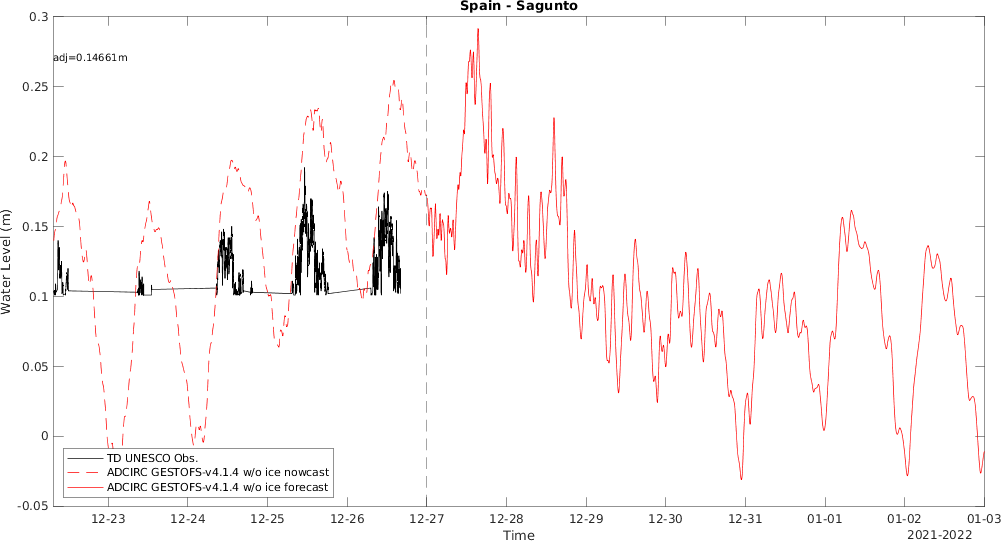 Spain - Sagunto
adj=0.14661m
Water Level (m)
0.3
0.25
0.2
0.15
0.1
0.05
0
-0.05
TD UNESCO Obs.
ADCIRC GESTOFS-v4.1.4 w/o ice nowcast
ADCIRC GESTOFS-v4.1.4 w/o ice forecast
12-23 12-24 12-25 12-26 12-27 12-28 12-29 12-30 12-31 01-01 01-02 01-03
Time
2021-2022